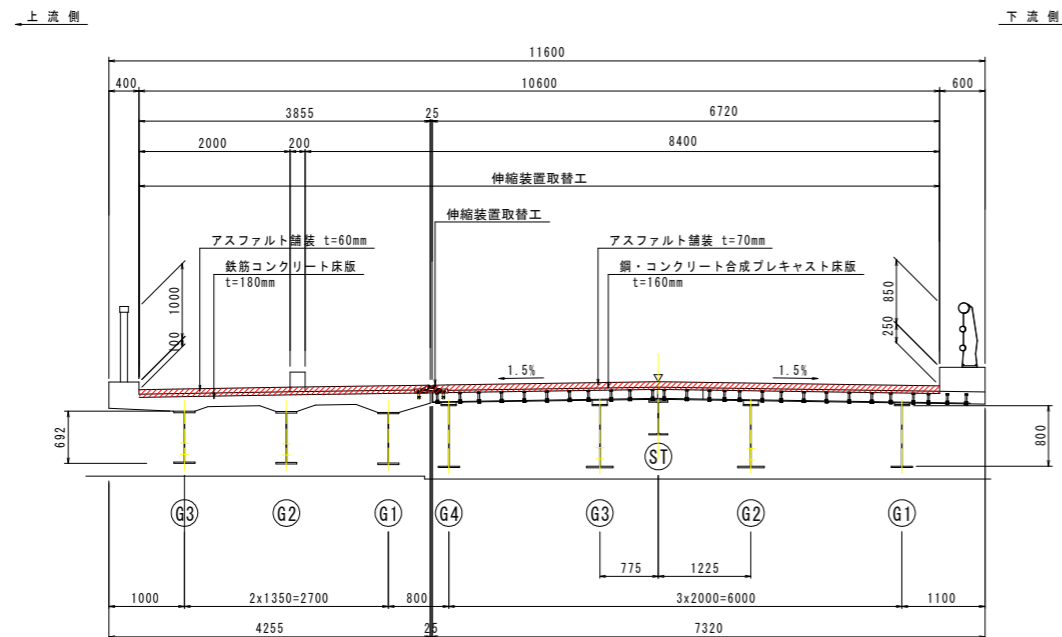 上流側
下流側
11600
400
10600
600
3855
25
6720
2000
200
8400
伸縮装置取替工
伸縮装置取替工
アスファルト舗装 t=60mm
アスファルト舗装 t=70mm
鉄筋コンクリート床版
t=180mm
鋼・コンクリート合成プレキャスト床版
t=160mm
1000
100
850
250
1.5%
1.5%
692
800
ST
G3
G2
G1
G4
G3
G2
G1
775
1225
1000
2x1350=2700
800
3x2000=6000
1100
4255
25
7320